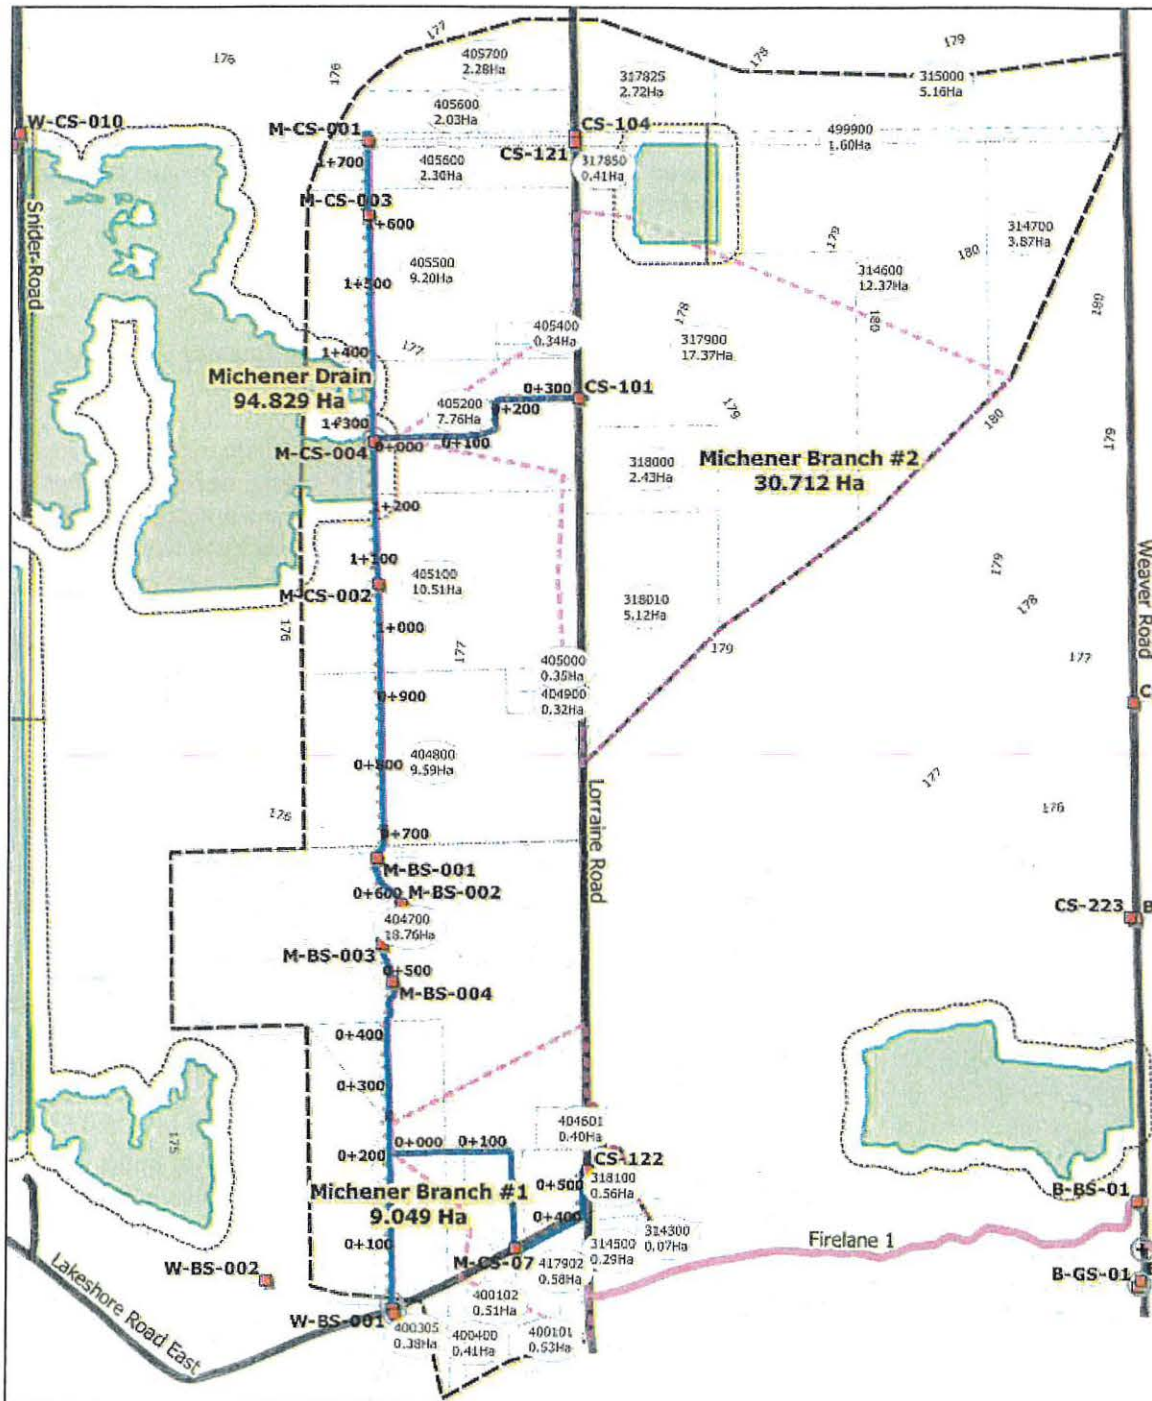 177
176
176
405700
2.28Ha
317825
2.72Ha
178
179
315000
5.16Ha
W-CS-010
M-CS-001
405600
2.03Ha
CS-104
CS-121
499900
1.60Ha
1+700
405600
2.30Ha
317850
0.41Ha
M-CS-003
1+600
Snider Road
405500
9.20Ha
1+500
179
180
314700
3.87Ha
314600
12.37Ha
180
178
180
405400
0.34Ha
317900
17.37Ha
1+400
177
Michener Drain
94.829 Ha
405200
7.76Ha
0+300
CS-101
0+200
179
1+300
0+000
0+100
M-CS-004
180
179
318000
2.43Ha
Michener Branch #2
30.712 Ha
1+200
1+100
405100
10.51Ha
M-CS-002
179
178
318010
5.12Ha
Weaver Road
176
1+000
177
179
177
405000
0.35Ha
404900
0.32Ha
0+900
C
404800
9.59Ha
0+800
177
176
176
Lorraine Road
0+700
M-BS-001
0+600
M-BS-002
404700
18.76Ha
CS-223
B
M-BS-003
0+500
M-BS-004
0+400
0+300
404601
0.40Ha
175
0+000
0+100
0+200
CS-122
318100
0.56Ha
0+500
Michener Branch #1
9.049 Ha
B-BS-01
0+400
314300
0.07Ha
Firelane 1
0+100
314500
0.29Ha
M-CS-07
417902
0.58Ha
W-BS-002
B-GS-01
400102
0.51Ha
W-BS-001
400305
0.38Ha
400400
0.41Ha
400101
0.53Ha
Lakeshore Road East